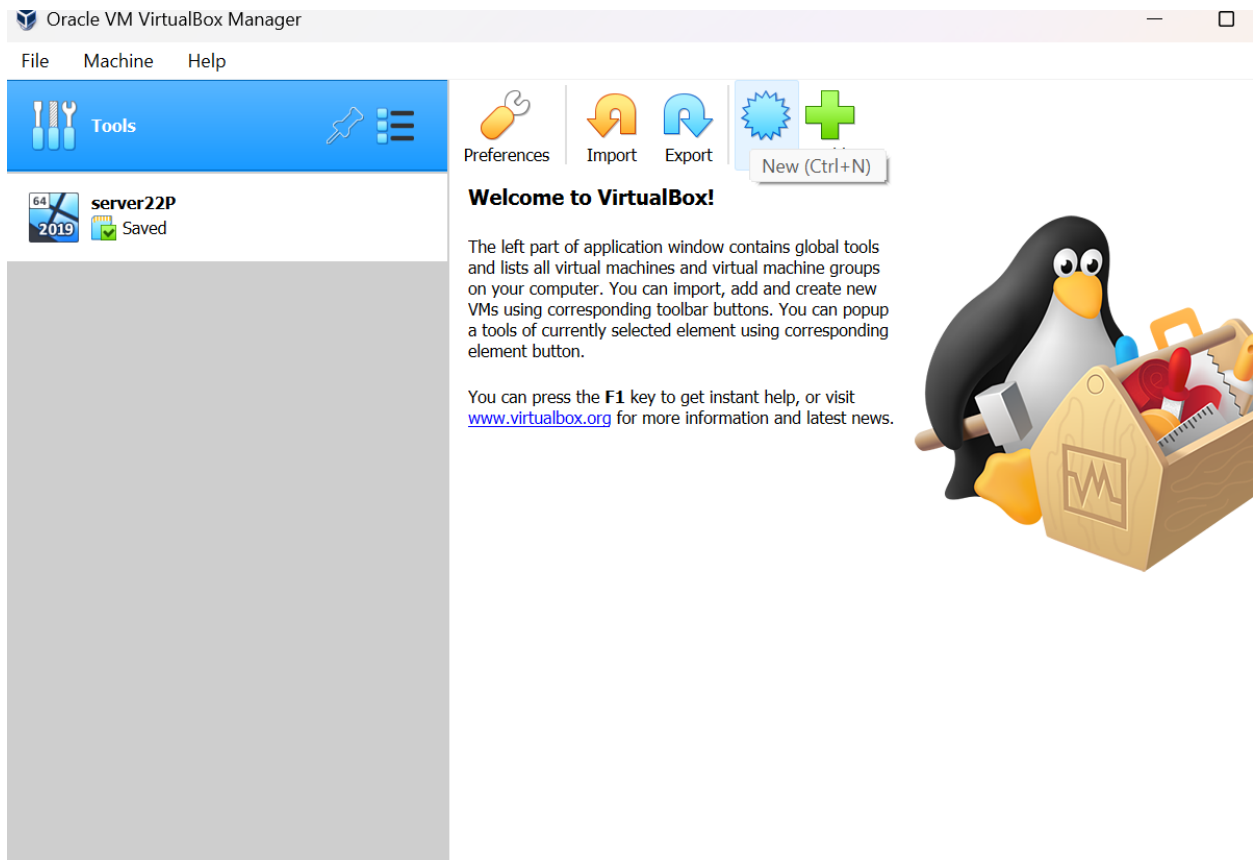 Oracle VM VirtualBox Manager
File Machine Help
Tools
Preferences Import Export
New (Ctrl+N)
64
2019
server22P
Saved
Welcome to VirtualBox!
The left part of application window contains global tools
and lists all virtual machines and virtual machine groups
on your computer. You can import, add and create new
VMs using corresponding toolbar buttons. You can popup
a tools of currently selected element using corresponding
element button.
You can press the F1 key to get instant help, or visit
www.virtualbox.org for more information and latest news.